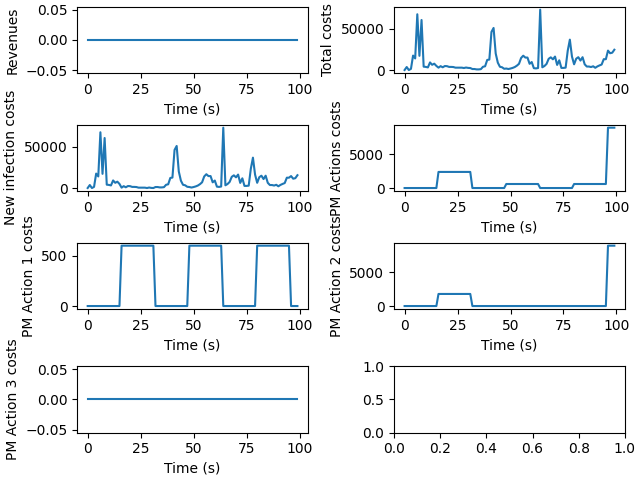 Revenues
0.05
0.00
−0.05
0 25 50 75 100
Time (s)
Total costs
50000
0
0 25 50 75 100
Time (s)
New infection costs
50000
0
0 25 50 75 100
Time (s)
PM Actions costs
5000
0
0 25 50 75 100
Time (s)
PM Action 1 costs
500
0
0 25 50 75 100
Time (s)
PM Action 2 costs
5000
0
0 25 50 75 100
Time (s)
PM Action 3 costs
0.05
0.00
−0.05
0 25 50 75 100
Time (s)
1.0
0.5
0.0
0.0 0.2 0.4 0.6 0.8 1.0